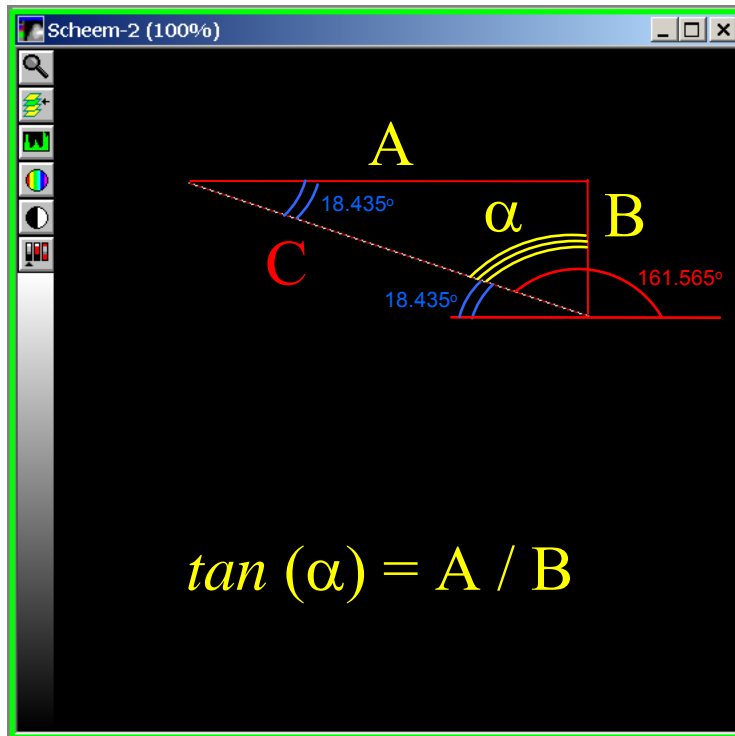 Scheem-2 (100%)
A
18.435°
α
B
C
161.565°
18.435°
tan (α) = A / B